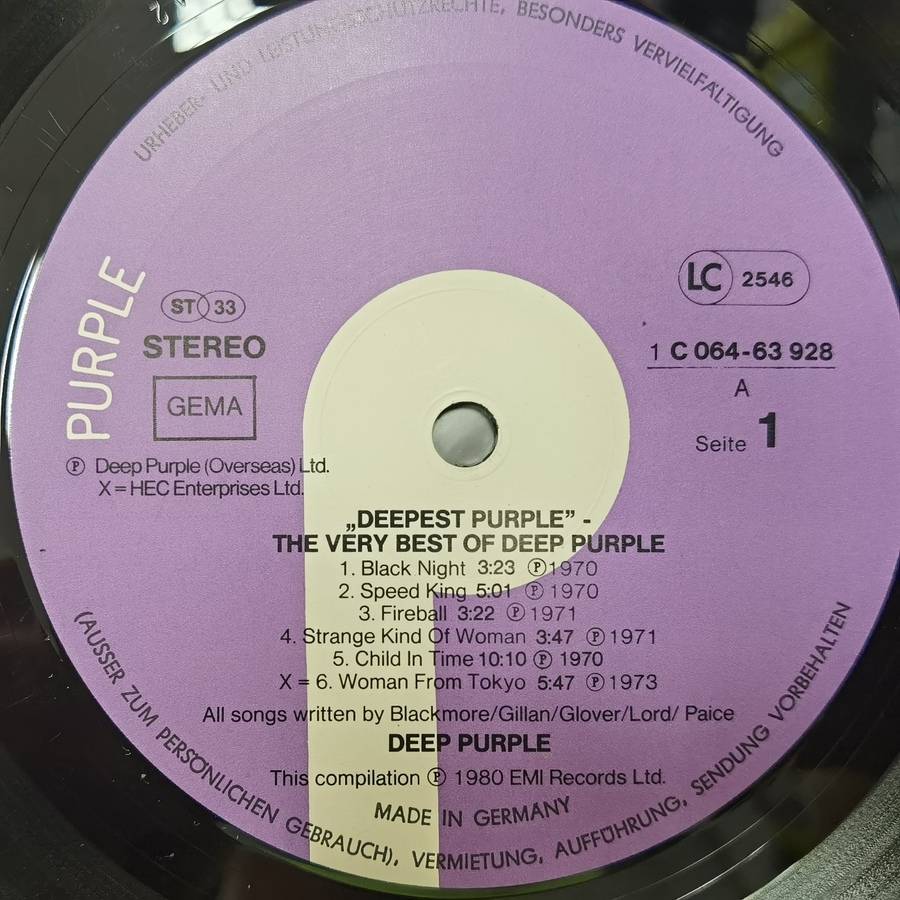 URHEBER- UND LEISTUNGSSCHUTZRECHTE, BESONDERS VERVIELFÄLTIGUNG
PURPLE
ST 33
STEREO
GEMA
LC 2546
1 C 064-63 928
A
Seite 1
Ⓟ Deep Purple (Overseas) Ltd.
X = HEC Enterprises Ltd.
„DEEPEST PURPLE” -
THE VERY BEST OF DEEP PURPLE
1. Black Night 3:23 Ⓟ 1970
2. Speed King 5:01 Ⓟ 1970
3. Fireball 3:22 Ⓟ 1971
4. Strange Kind Of Woman 3:47 Ⓟ 1971
5. Child In Time 10:10 Ⓟ 1970
X = 6. Woman From Tokyo 5:47 Ⓟ 1973
All songs written by Blackmore/Gillan/Glover/Lord/ Paice
DEEP PURPLE
This compilation Ⓟ 1980 EMI Records Ltd.
MADE IN GERMANY
(AUSSER ZUM PERSÖNLICHEN GEBRAUCH), VERMIETUNG, AUFFÜHRUNG, SENDUNG VORBEHALTEN